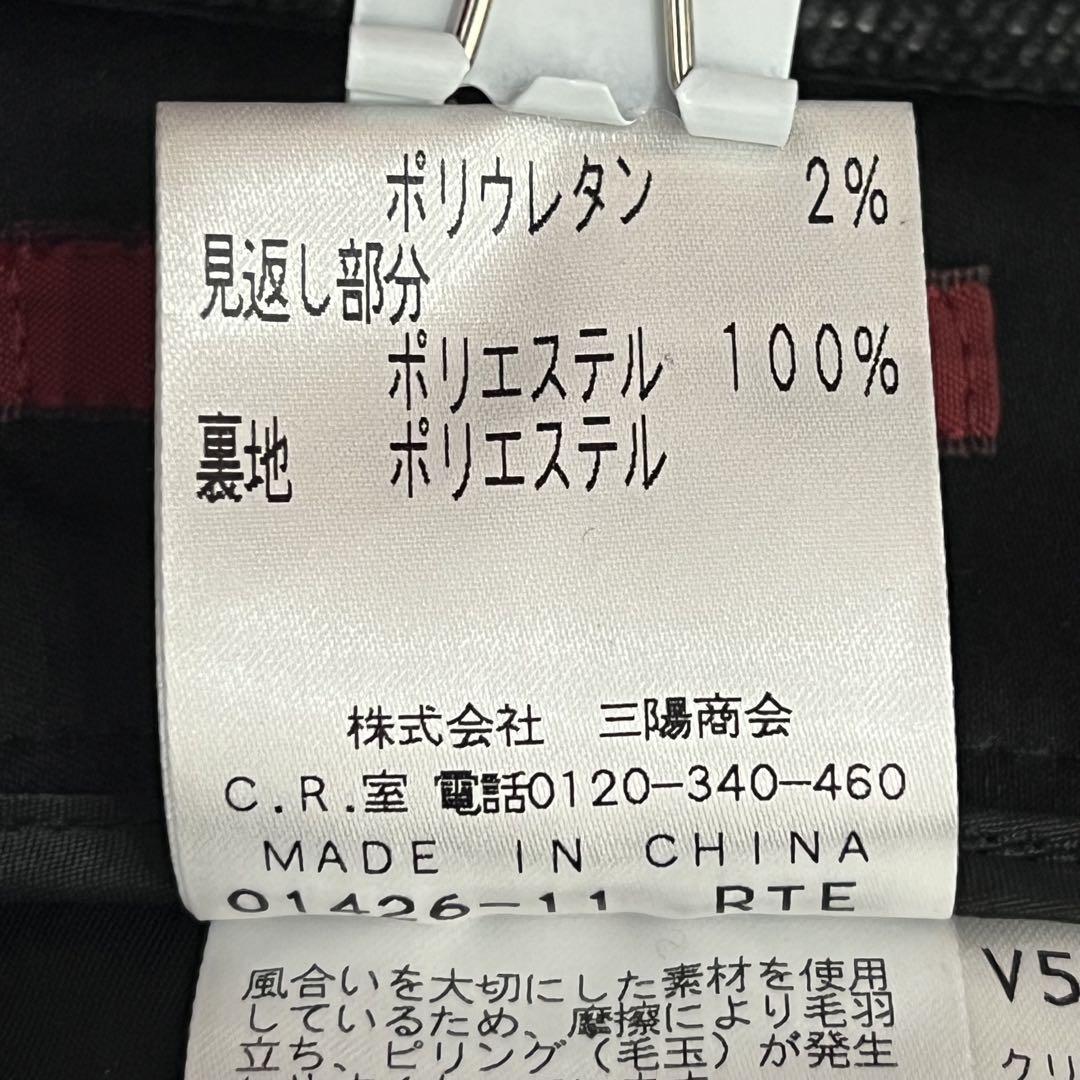 ポリウレタン 2%
見返し部分
ポリエステル 100%
裏地 ポリエステル
株式会社 三陽商会
C.R.室 電話0120-340-460
MADE IN CHINA
01426-11 RTE
風合いを大切にした素材を使用
しているため、摩擦により毛羽
立ち、ピリング(毛玉)が発生
V5
クリ